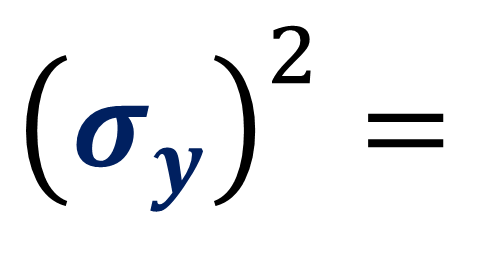 (σ_y)² =